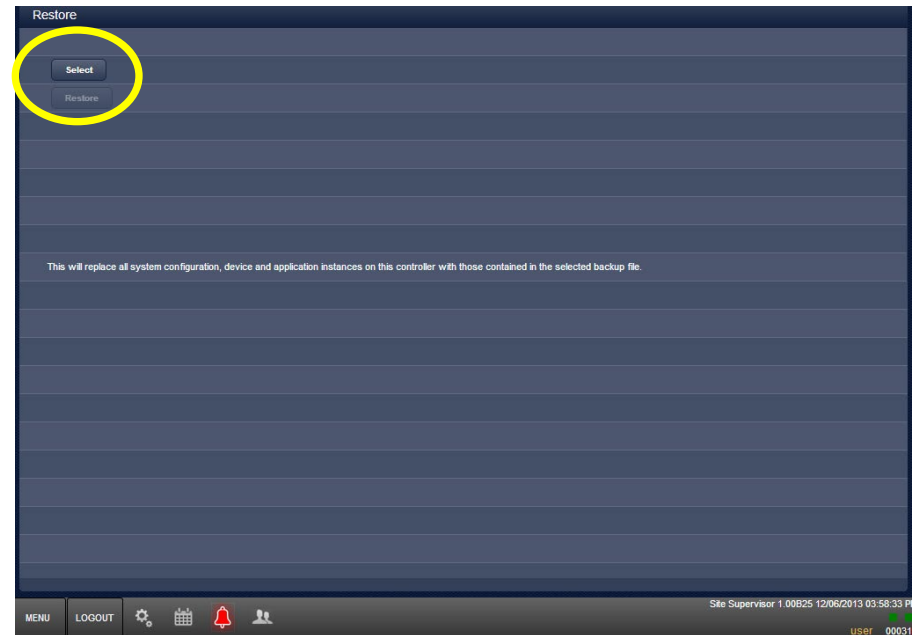 Restore
Select
Restore
This will replace all system configuration, device and application instances on this controller with those contained in the selected backup file.
MENU LOGOUT
Site Supervisor 1.00B25 12/06/2013 03:58:33 P
user 00031